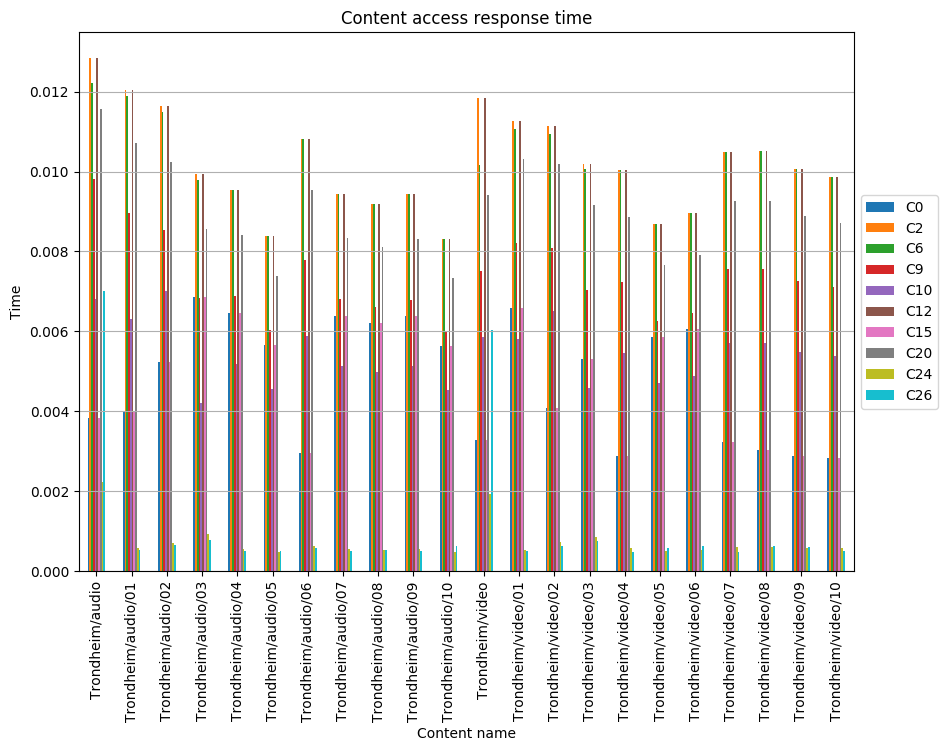 Content access response time
Time
0.012
0.010
0.008
0.006
0.004
0.002
0.000
C0
C2
C6
C9
C10
C12
C15
C20
C24
C26
Trondheim/audio
Trondheim/audio/01
Trondheim/audio/02
Trondheim/audio/03
Trondheim/audio/04
Trondheim/audio/05
Trondheim/audio/06
Trondheim/audio/07
Trondheim/audio/08
Trondheim/audio/09
Trondheim/audio/10
Trondheim/video
Trondheim/video/01
Trondheim/video/02
Trondheim/video/03
Trondheim/video/04
Trondheim/video/05
Trondheim/video/06
Trondheim/video/07
Trondheim/video/08
Trondheim/video/09
Trondheim/video/10
Content name